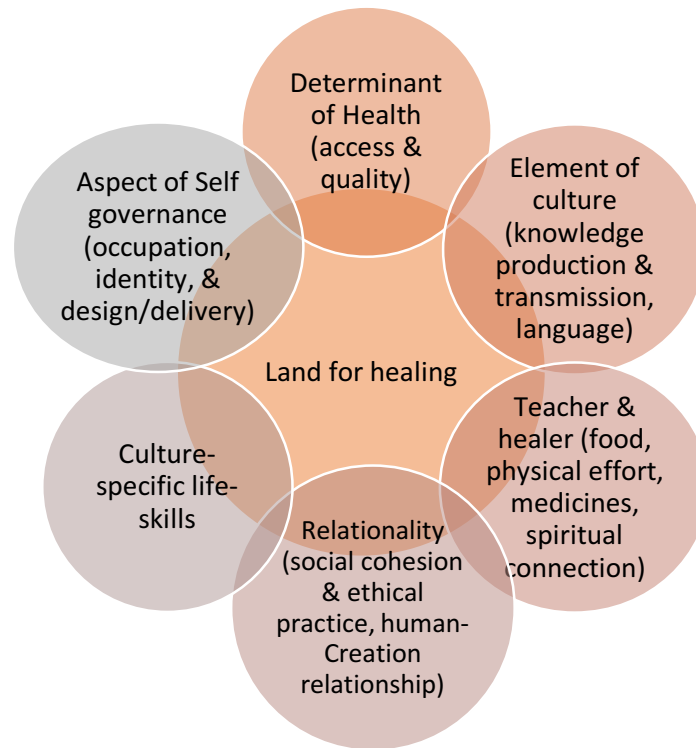 Determinant
of Health
(access &
quality)
Element of
culture
(knowledge
production &
transmission,
language)
Teacher &
healer (food,
physical effort,
medicines,
spiritual
connection)
Relationality
(social cohesion
& ethical
practice, human-
Creation
relationship)
Culture-
specific life-
skills
Aspect of Self
governance
(occupation,
identity, &
design/delivery)
Land for healing